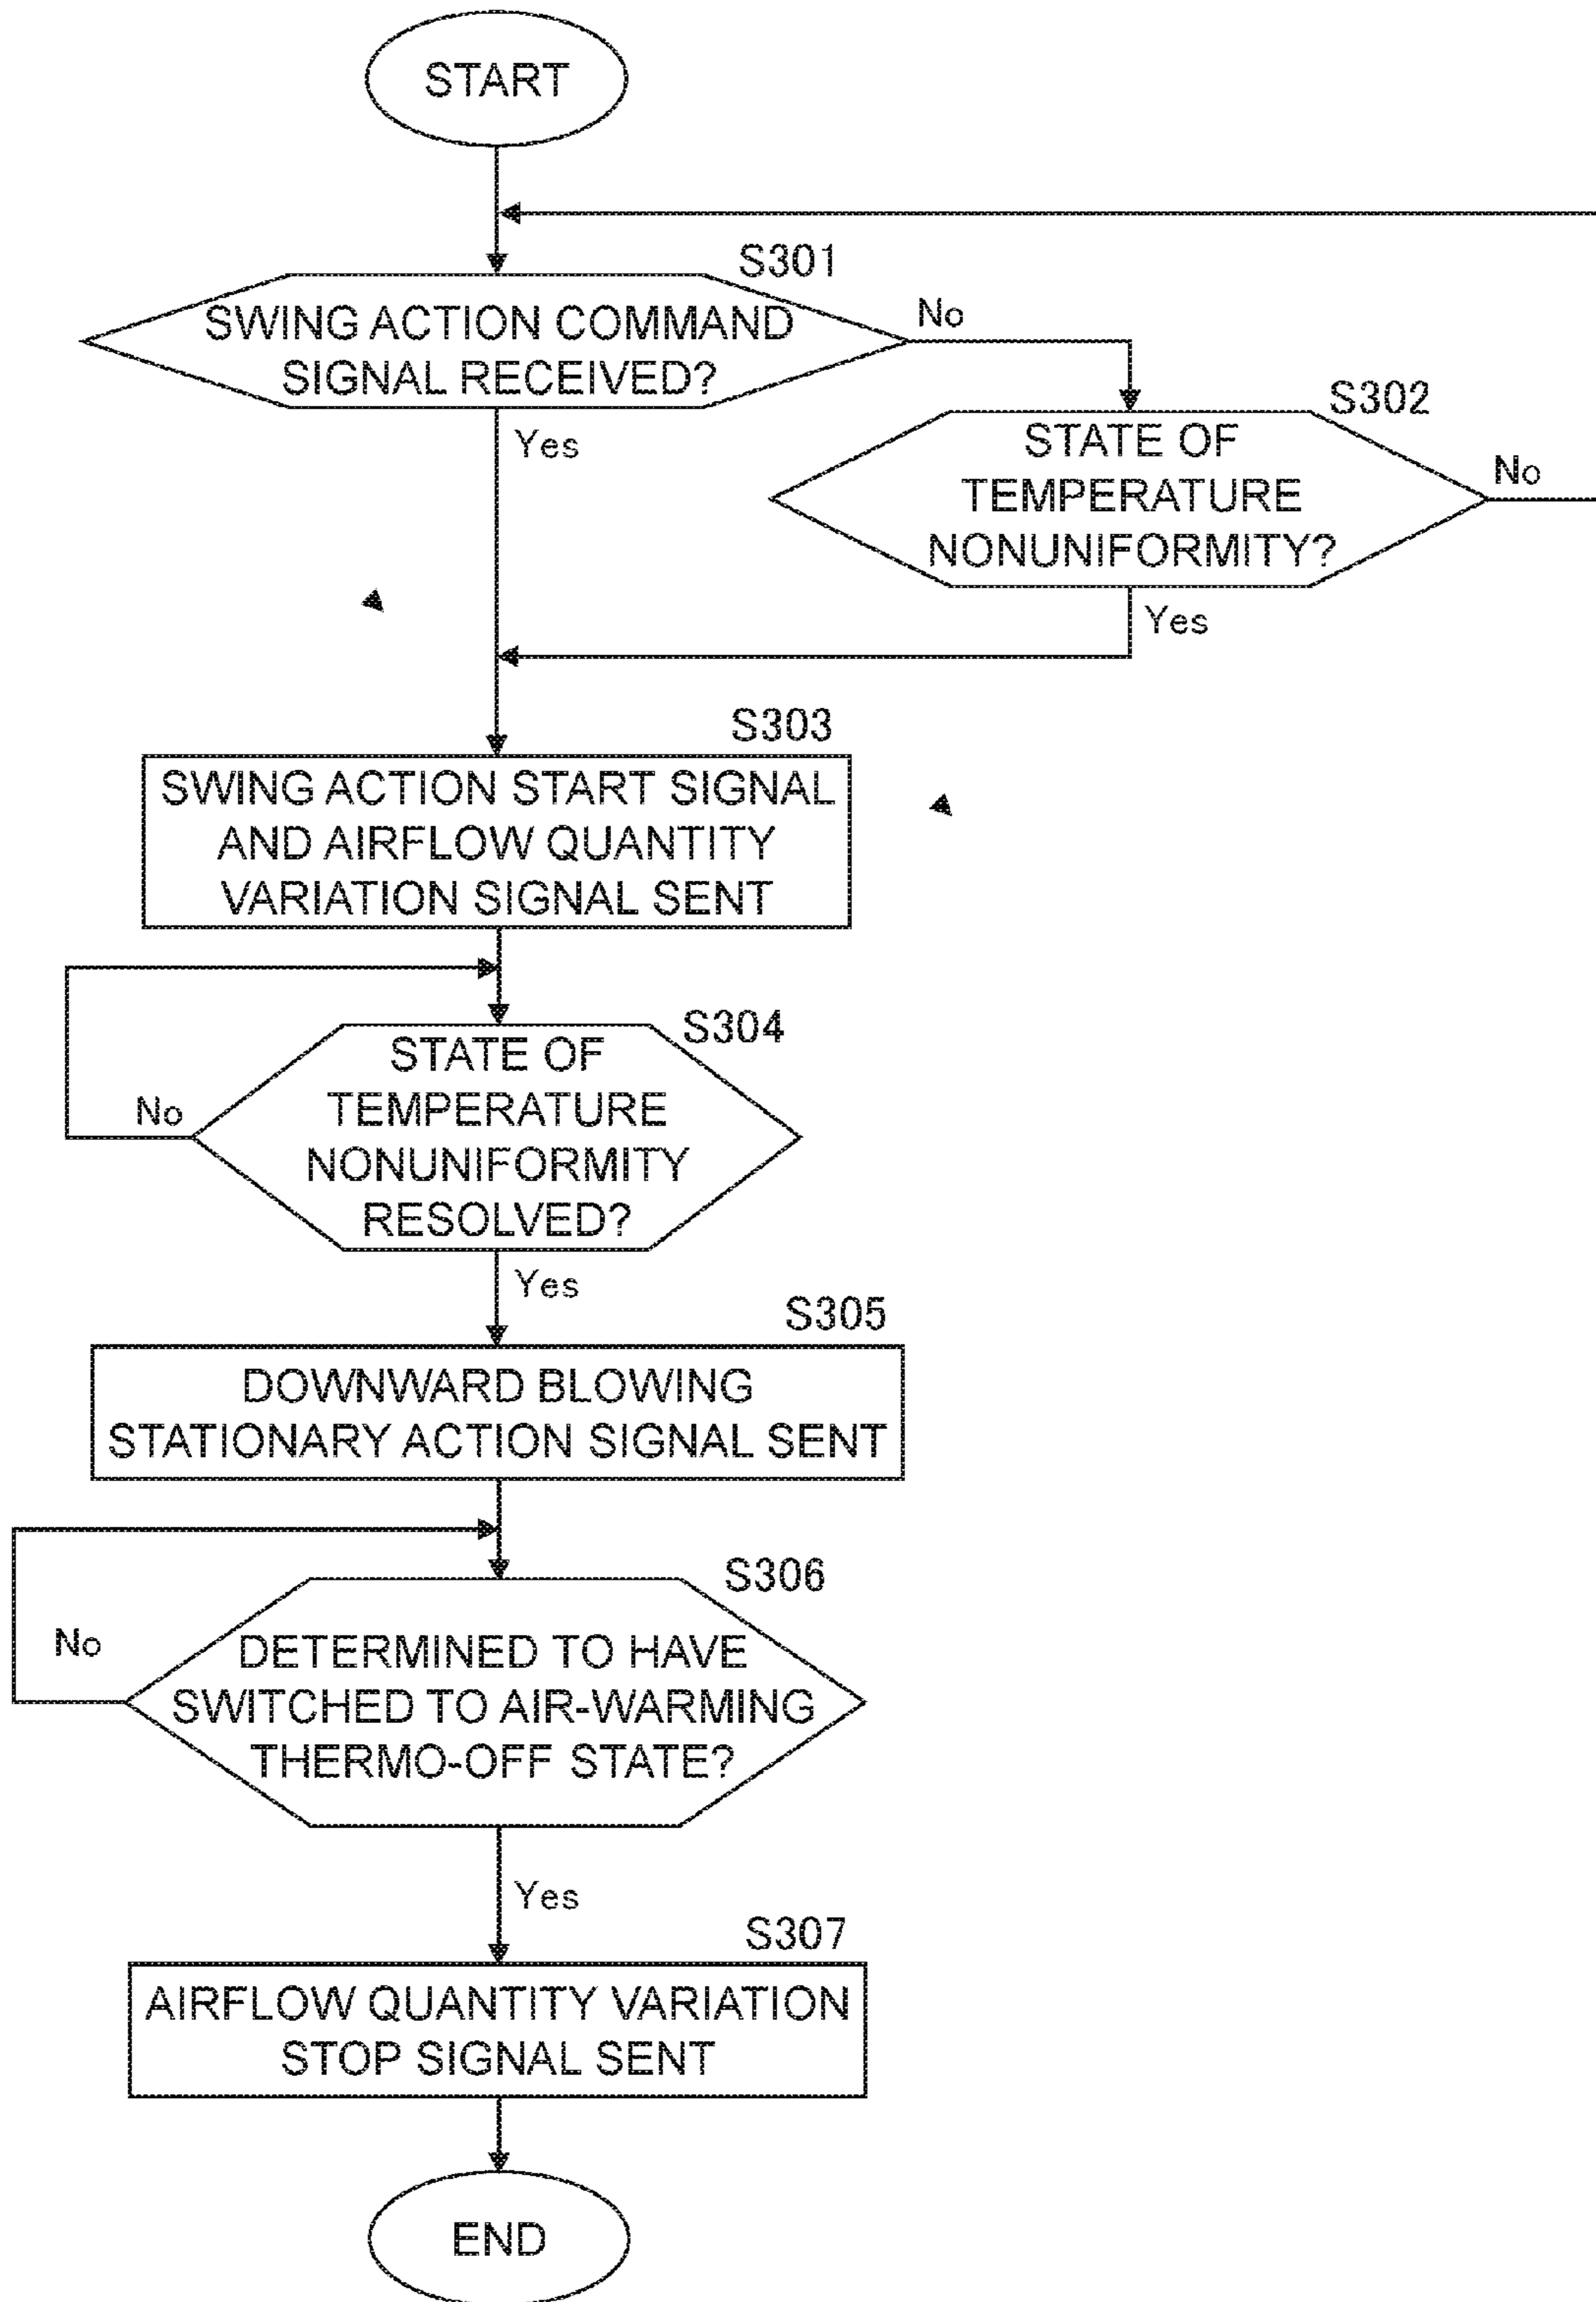 START
S301
SWING ACTION COMMAND
SIGNAL RECEIVED?
No
Yes
S302
STATE OF
TEMPERATURE
NONUNIFORMITY?
No
Yes
S303
SWING ACTION START SIGNAL
AND AIRFLOW QUANTITY
VARIATION SIGNAL SENT
S304
STATE OF
TEMPERATURE
NONUNIFORMITY
RESOLVED?
No
Yes
S305
DOWNWARD BLOWING
STATIONARY ACTION SIGNAL SENT
S306
DETERMINED TO HAVE
SWITCHED TO AIR-WARMING
THERMO-OFF STATE?
No
Yes
S307
AIRFLOW QUANTITY VARIATION
STOP SIGNAL SENT
END